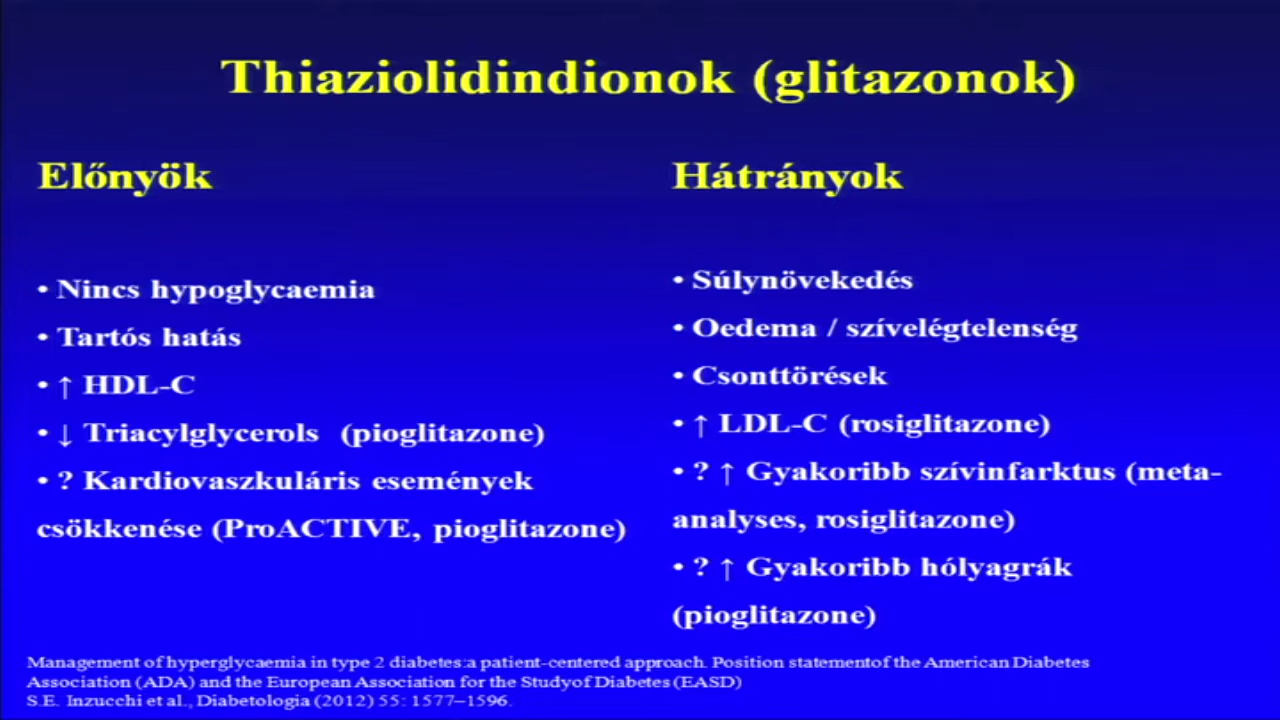 Thiaziolidindionok (glitazonok)
Előnyök
• Nincs hypoglycaemia
• Tartós hatás
• ↑ HDL-C
• ↓ Triacylglycerols (pioglitazone)
• ? Kardiovaszkuláris események
csökkenése (ProACTIVE, pioglitazone)
Hátrányok
• Súlynövekedés
• Oedema / szívelégtelenség
• Csonttörések
• ↑ LDL-C (rosiglitazone)
• ? ↑ Gyakoribb szívinfarktus (meta-
analyses, rosiglitazone)
• ? ↑ Gyakoribb hólyagrák
(pioglitazone)
Management of hyperglycaemia in type 2 diabetes:a patient-centered approach. Position statementof the American Diabetes
Association (ADA) and the European Association for the Studyof Diabetes (EASD)
S.E. Inzucchi et al., Diabetologia (2012) 55: 1577–1596.